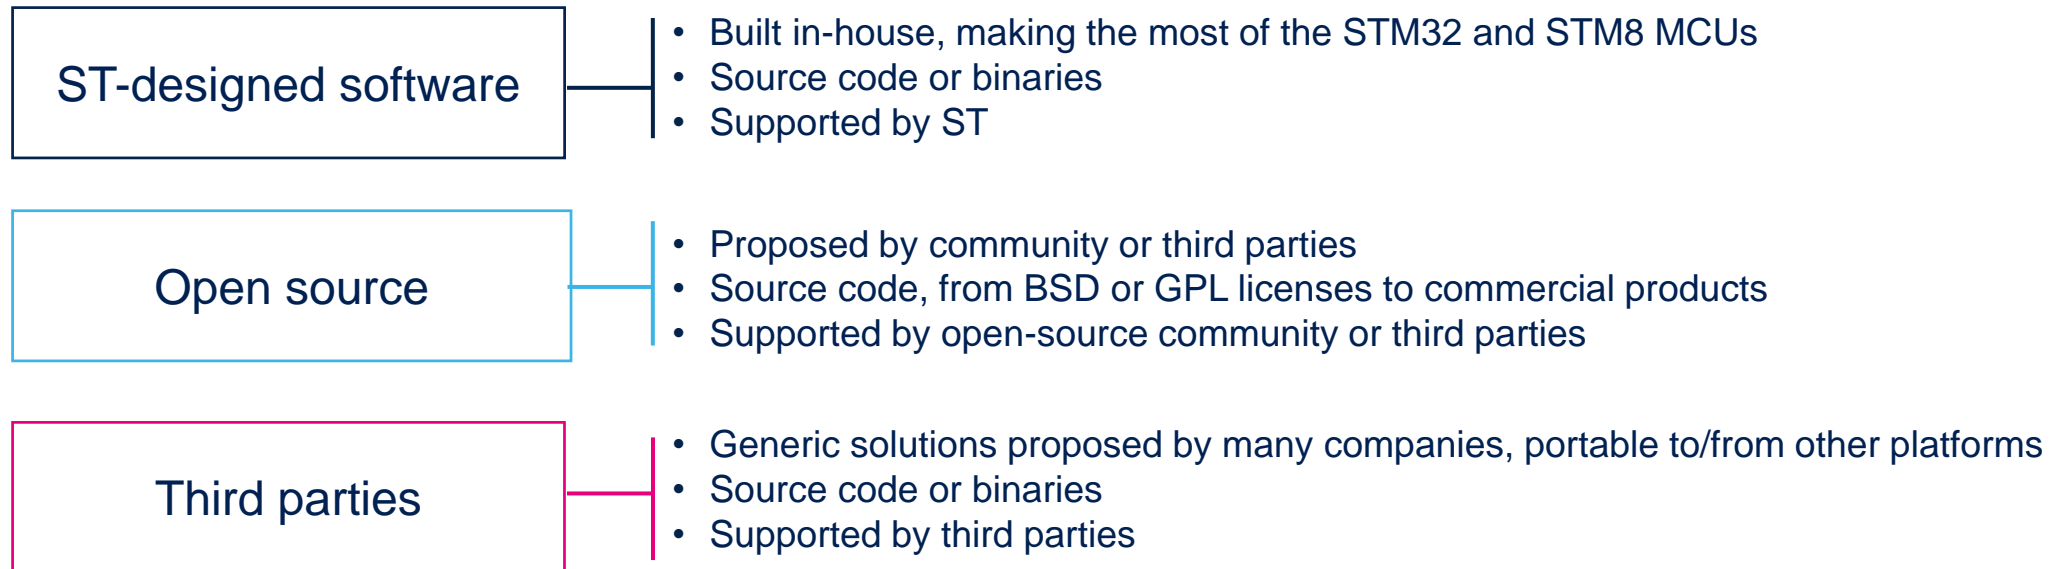 ST-designed software
• Built in-house, making the most of the STM32 and STM8 MCUs
• Source code or binaries
• Supported by ST
Open source
• Proposed by community or third parties
• Source code, from BSD or GPL licenses to commercial products
• Supported by open-source community or third parties
Third parties
• Generic solutions proposed by many companies, portable to/from other platforms
• Source code or binaries
• Supported by third parties